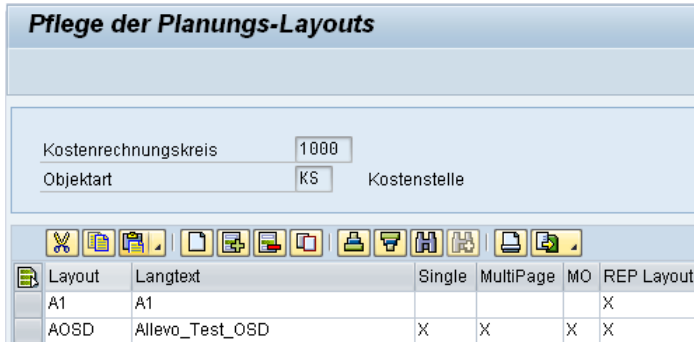 Pflege der Planungs-Layouts
Kostenrechnungskreis 1000
Objektart KS Kostenstelle
Layout Langtext Single MultiPage MO REP Layout
A1 A1 X
AOSD Allevo_Test_OSD X X X X